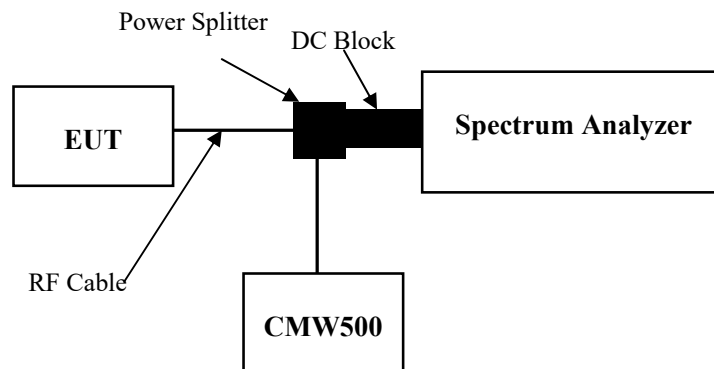 Power Splitter
DC Block
EUT
Spectrum Analyzer
RF Cable
CMW500